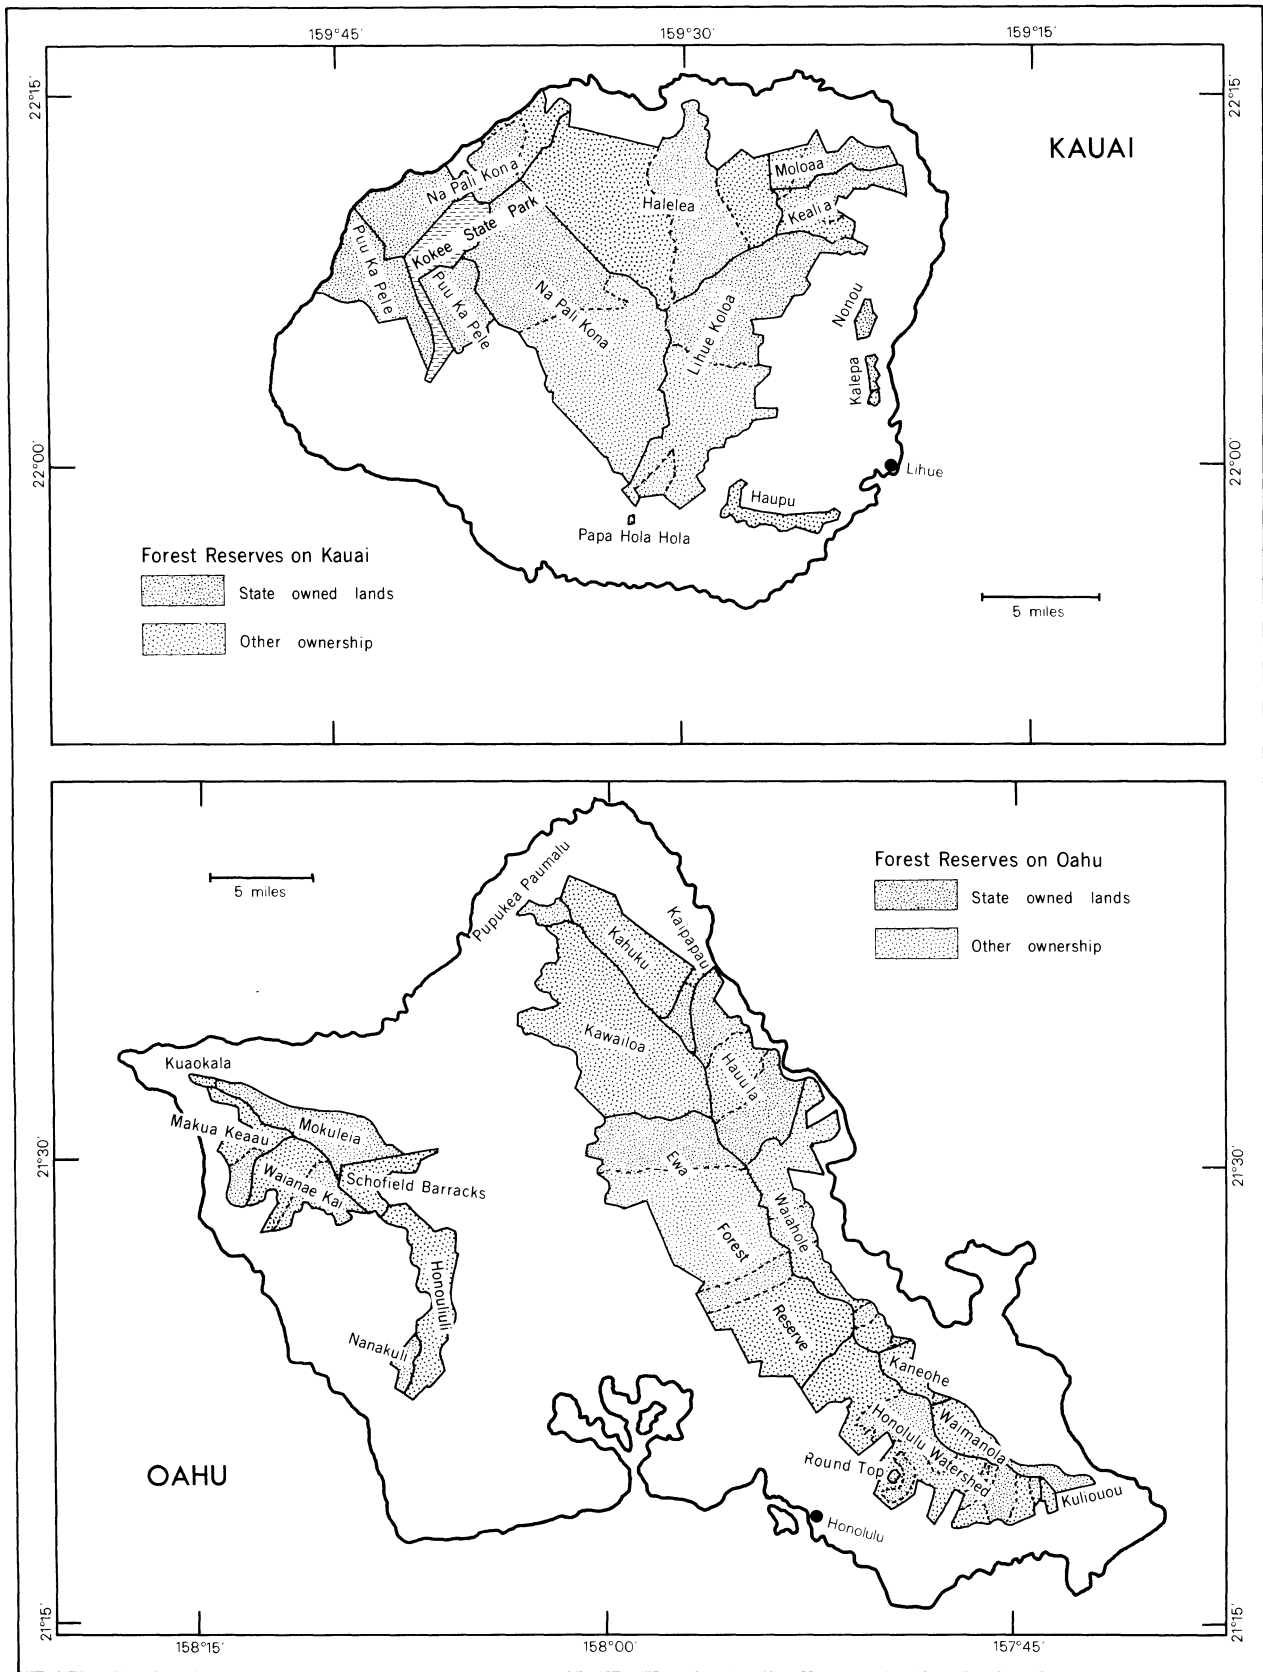 159°45′
159°30′
159°15′
22°15′
22°15′
KAUAI
Moloaa
Na Pali Kona
Halelea
Kealia
Kokee State Park
Puu Ka Pele
Puu Ka Pele
Na Pali Kona
Lihue Koloa
Nonou
Kalepa
22°00′
22°00′
Lihue
Haupu
Papa Hola Hola
Forest Reserves on Kauai
State owned lands
Other ownership
5 miles
Forest Reserves on Oahu
State owned lands
Other ownership
5 miles
Pupukea Paumalu
Kaipapau
Kahuku
Kawailoa
Hauula
Kuaokala
Makua Keaau
Mokuleia
Waianae Kai
Schofield Barracks
21°30′
21°30′
Ewa
Forest
Reserve
Waiahole
Honouliuli
Nanakuli
Kaneohe
Waimanola
Honolulu Watershed
Round Top
Kuliouou
OAHU
Honolulu
21°15′
21°15′
158°15′
158°00′
157°45′